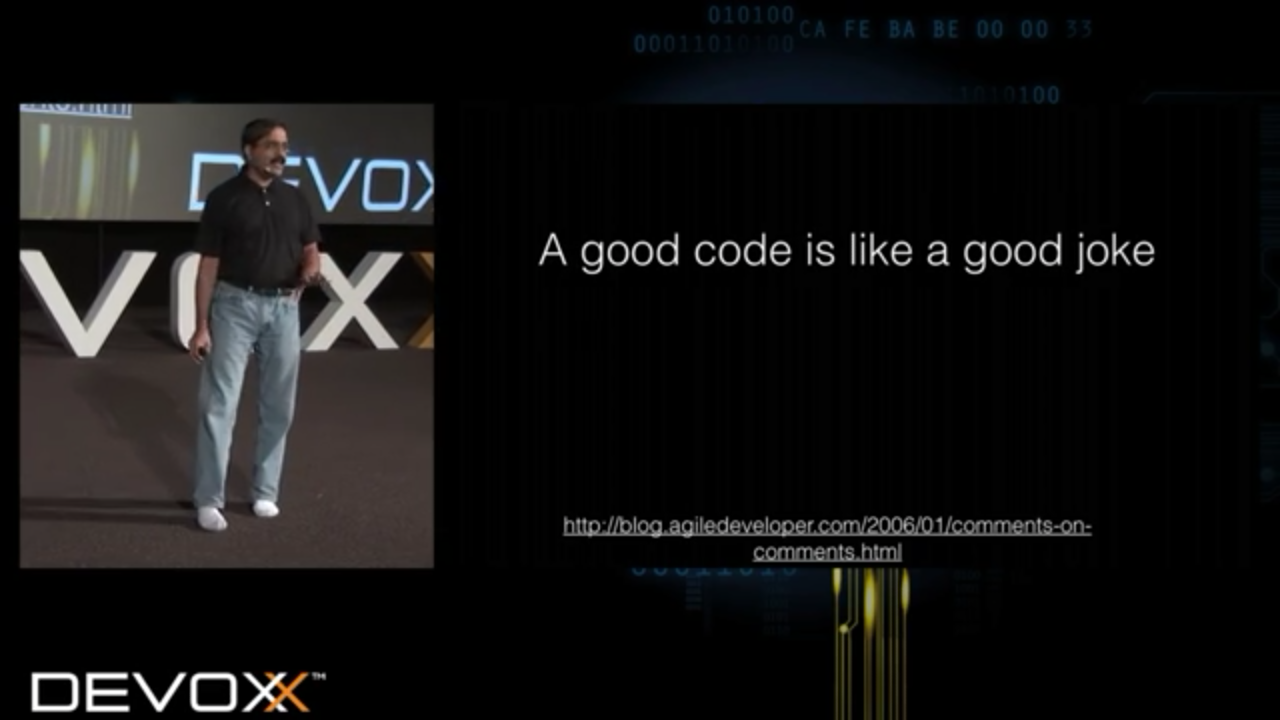 010100
00011010100
CA FE BA BE 00 00 33
1010100
DEVOX
VOXX
A good code is like a good joke
http://blog.agiledeveloper.com/2006/01/comments-on-
comments.html
DEVOXX™